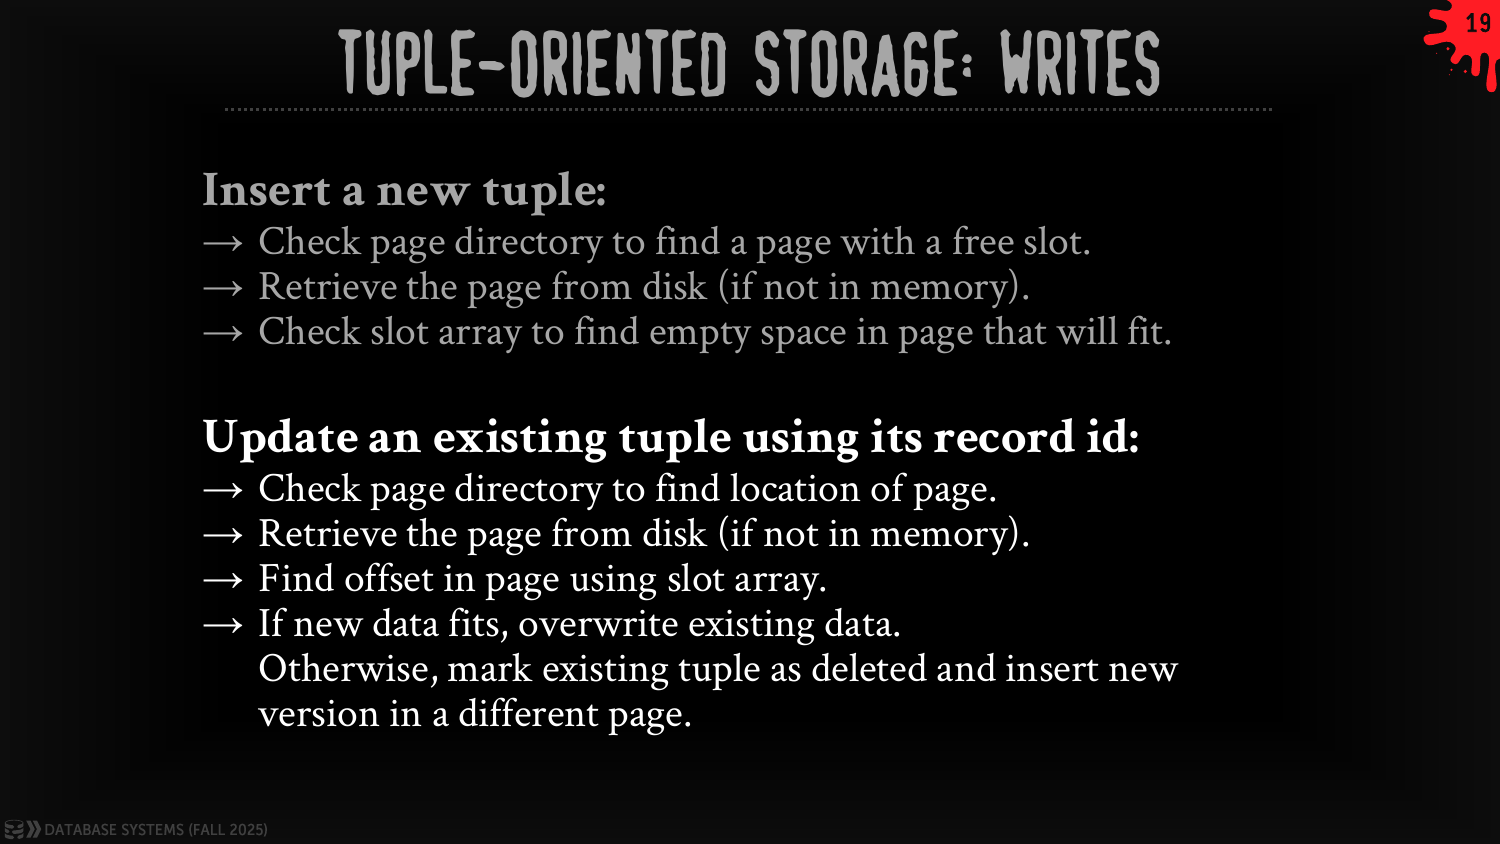 19
TUPLE-ORIENTED STORAGE: WRITES
Insert a new tuple:
→ Check page directory to find a page with a free slot.
→ Retrieve the page from disk (if not in memory).
→ Check slot array to find empty space in page that will fit.
Update an existing tuple using its record id:
→ Check page directory to find location of page.
→ Retrieve the page from disk (if not in memory).
→ Find offset in page using slot array.
→ If new data fits, overwrite existing data.
Otherwise, mark existing tuple as deleted and insert new
version in a different page.
DATABASE SYSTEMS (FALL 2025)